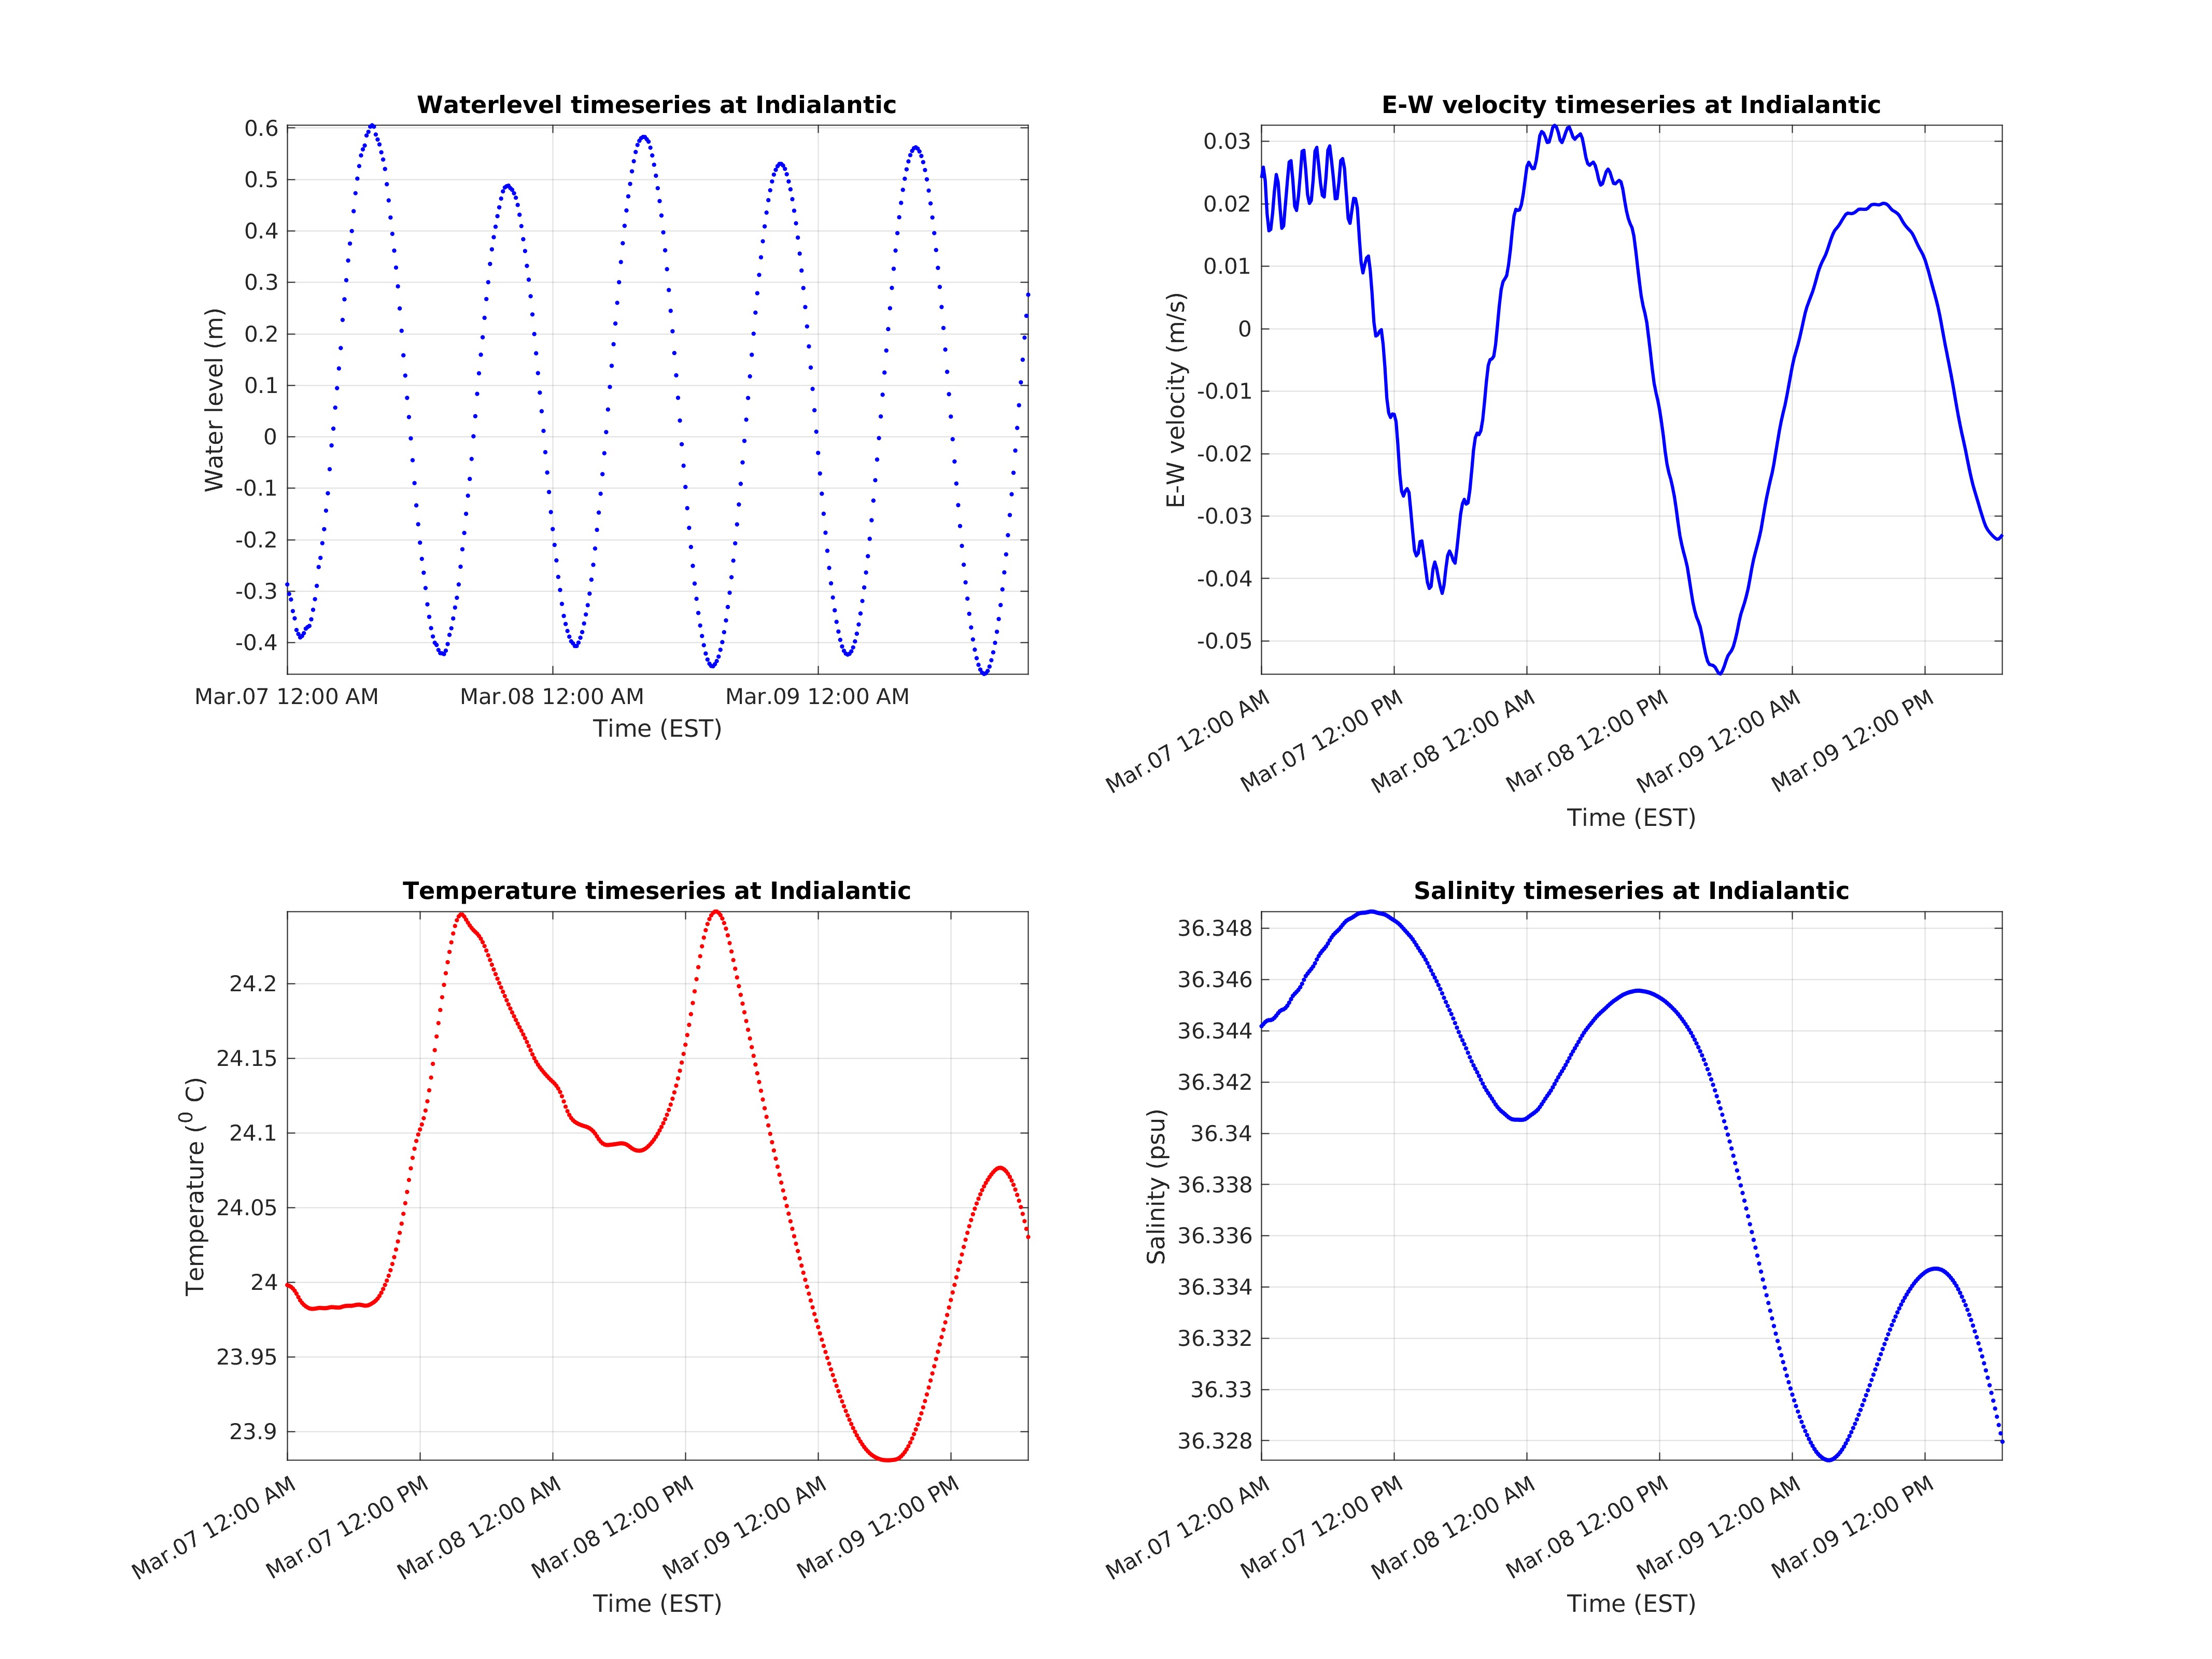 Waterlevel timeseries at Indialantic
0.6
0.5
0.4
0.3
0.2
0.1
0
-0.1
-0.2
-0.3
-0.4
Water level (m)
Mar.07 12:00 AM
Mar.08 12:00 AM
Mar.09 12:00 AM
Time (EST)
E-W velocity timeseries at Indialantic
0.03
0.02
0.01
0
-0.01
-0.02
-0.03
-0.04
-0.05
E-W velocity (m/s)
Mar.07 12:00 AM
Mar.07 12:00 PM
Mar.08 12:00 AM
Mar.08 12:00 PM
Mar.09 12:00 AM
Mar.09 12:00 PM
Time (EST)
Temperature timeseries at Indialantic
24.2
24.15
24.1
24.05
24
23.95
23.9
Temperature (⁰ C)
Mar.07 12:00 AM
Mar.07 12:00 PM
Mar.08 12:00 AM
Mar.08 12:00 PM
Mar.09 12:00 AM
Mar.09 12:00 PM
Time (EST)
Salinity timeseries at Indialantic
36.348
36.346
36.344
36.342
36.34
36.338
36.336
36.334
36.332
36.33
36.328
Salinity (psu)
Mar.07 12:00 AM
Mar.07 12:00 PM
Mar.08 12:00 AM
Mar.08 12:00 PM
Mar.09 12:00 AM
Mar.09 12:00 PM
Time (EST)